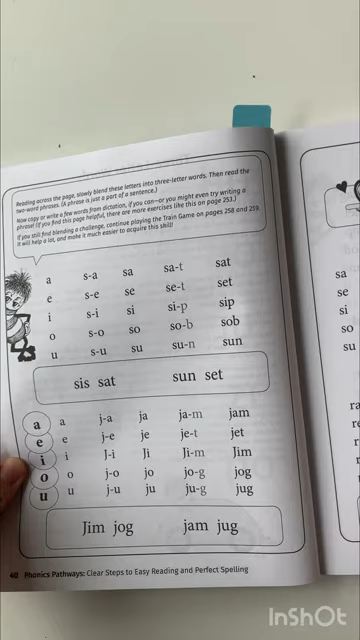 Reading across the page, slowly blend these letters into three-letter words. Then read the
two-word phrases. (A phrase is just a part of a sentence.)
Now copy or write a few words from dictation, if you can—or you might even try writing a
phrase! (If you find this page helpful, there are more exercises like this on page 253.)
If you still find blending a challenge, continue playing the Train Game on pages 258 and 259.
It will help a lot, and make it much easier to acquire this skill!
a s-a sa sa-t sat
e s-e se se-t set
i s-i si si-p sip
o s-o so so-b sob
u s-u su su-n sun
sis sat sun set
a a j-a ja ja-m jam
e e j-e je je-t jet
i i J-i Ji Ji-m Jim
o o j-o jo jo-g jog
u u j-u ju ju-g jug
Jim jog jam jug
40 Phonics Pathways: Clear Steps to Easy Reading and Perfect Spelling
sa
se
si
so
su
InShOt